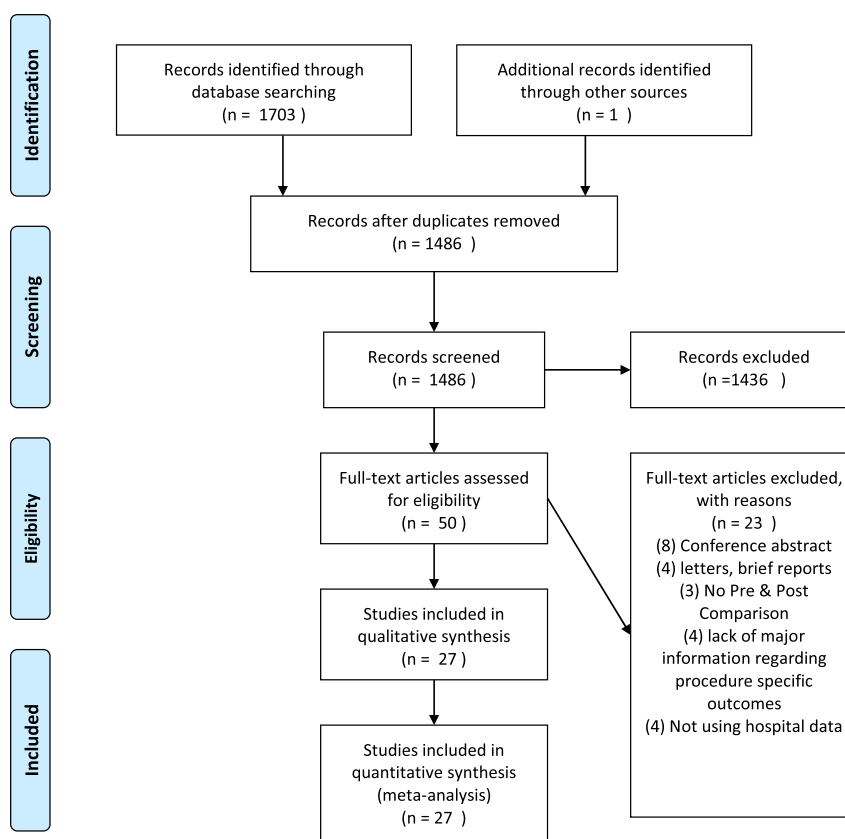 Identification
Records identified through
database searching
(n = 1703 )
Additional records identified
through other sources
(n = 1 )
Records after duplicates removed
(n = 1486 )
Screening
Records screened
(n = 1486 )
Records excluded
(n =1436 )
Eligibility
Full-text articles assessed
for eligibility
(n = 50 )
Full-text articles excluded,
with reasons
(n = 23 )
(8) Conference abstract
(4) letters, brief reports
(3) No Pre & Post
Comparison
(4) lack of major
information regarding
procedure specific
outcomes
(4) Not using hospital data
Studies included in
qualitative synthesis
(n = 27 )
Included
Studies included in
quantitative synthesis
(meta-analysis)
(n = 27 )